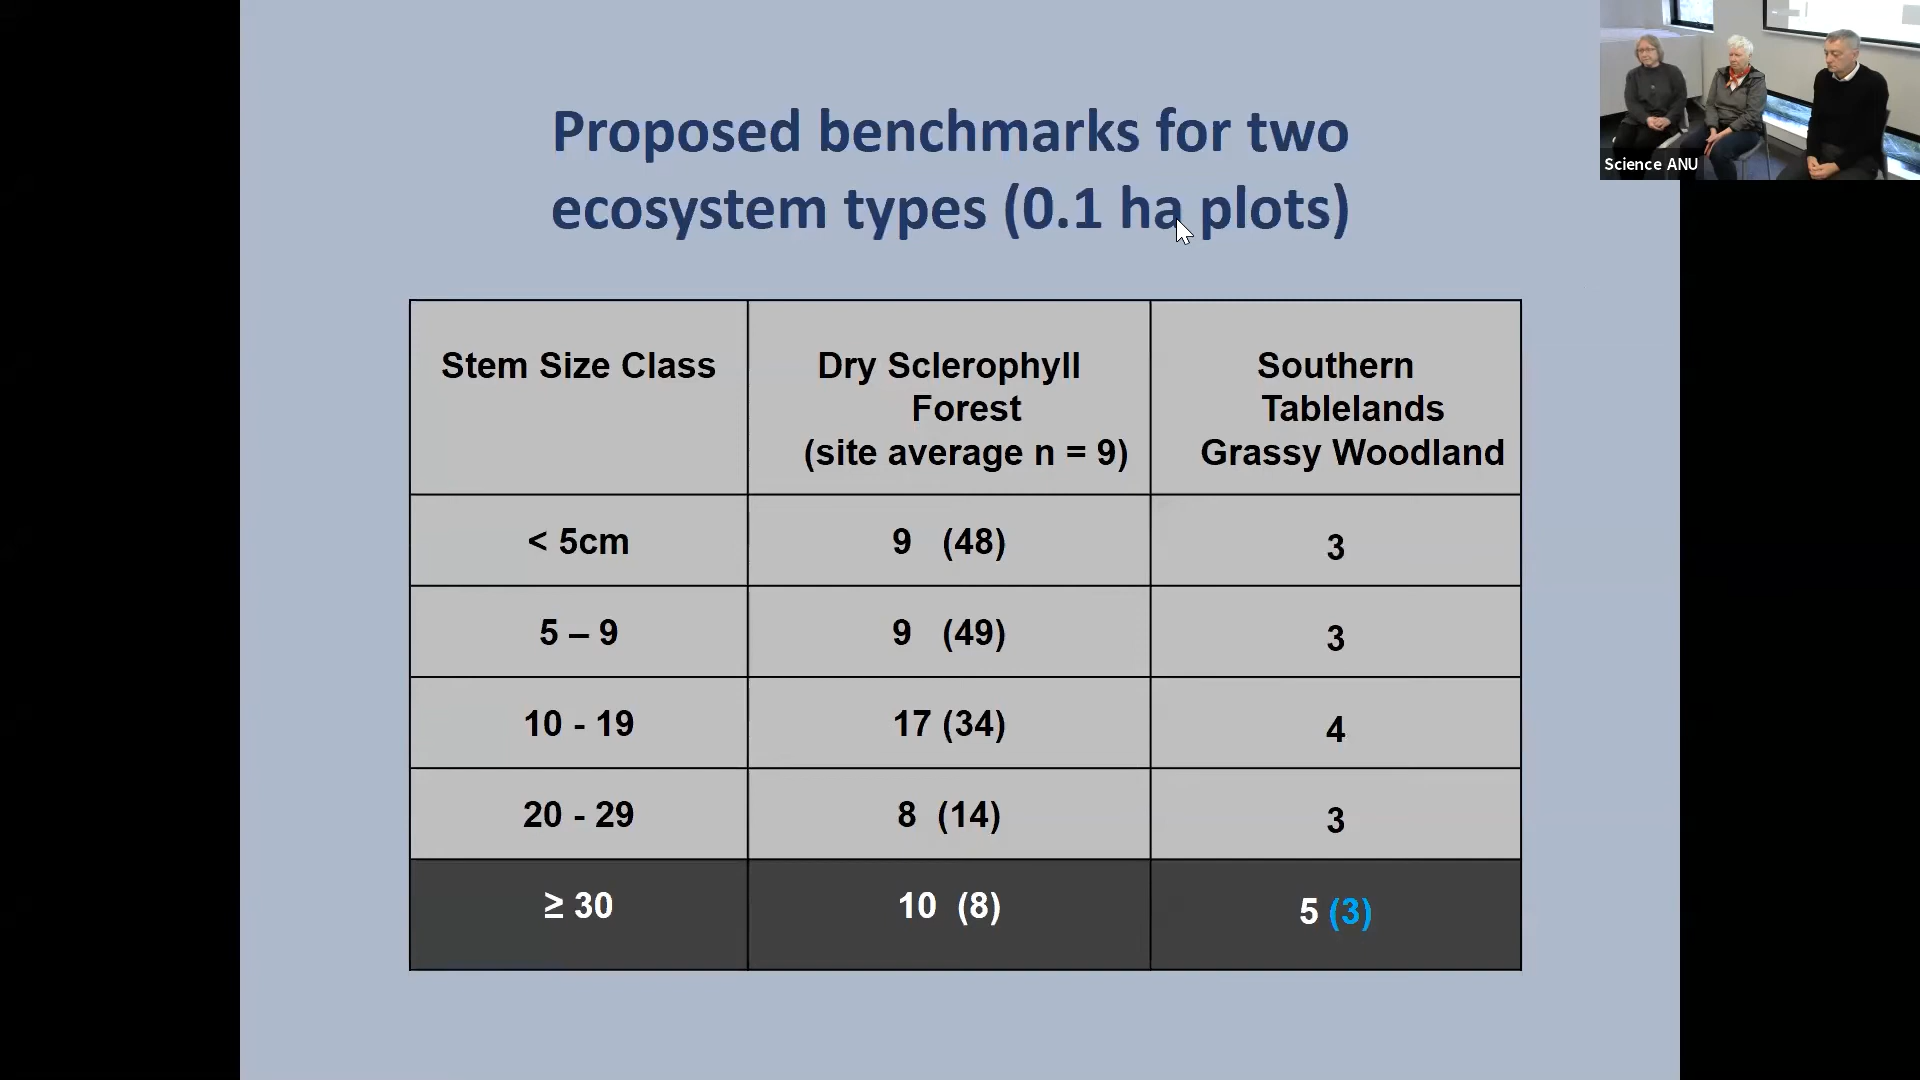 Proposed benchmarks for two
ecosystem types (0.1 ha plots)
Science ANU
Stem Size Class
Dry Sclerophyll
Forest
(site average n = 9)
Southern
Tablelands
Grassy Woodland
< 5cm
9 (48)
3
5 – 9
9 (49)
3
10 - 19
17 (34)
4
20 - 29
8 (14)
3
≥ 30
10 (8)
5 (3)